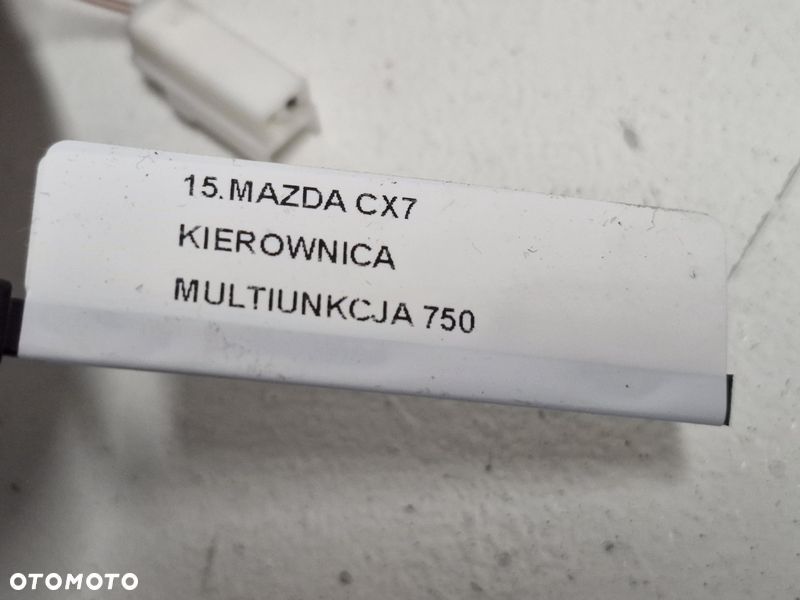 15.MAZDA CX7
KIEROWNICA
MULTIUNKCJA 750
OTOMOTO